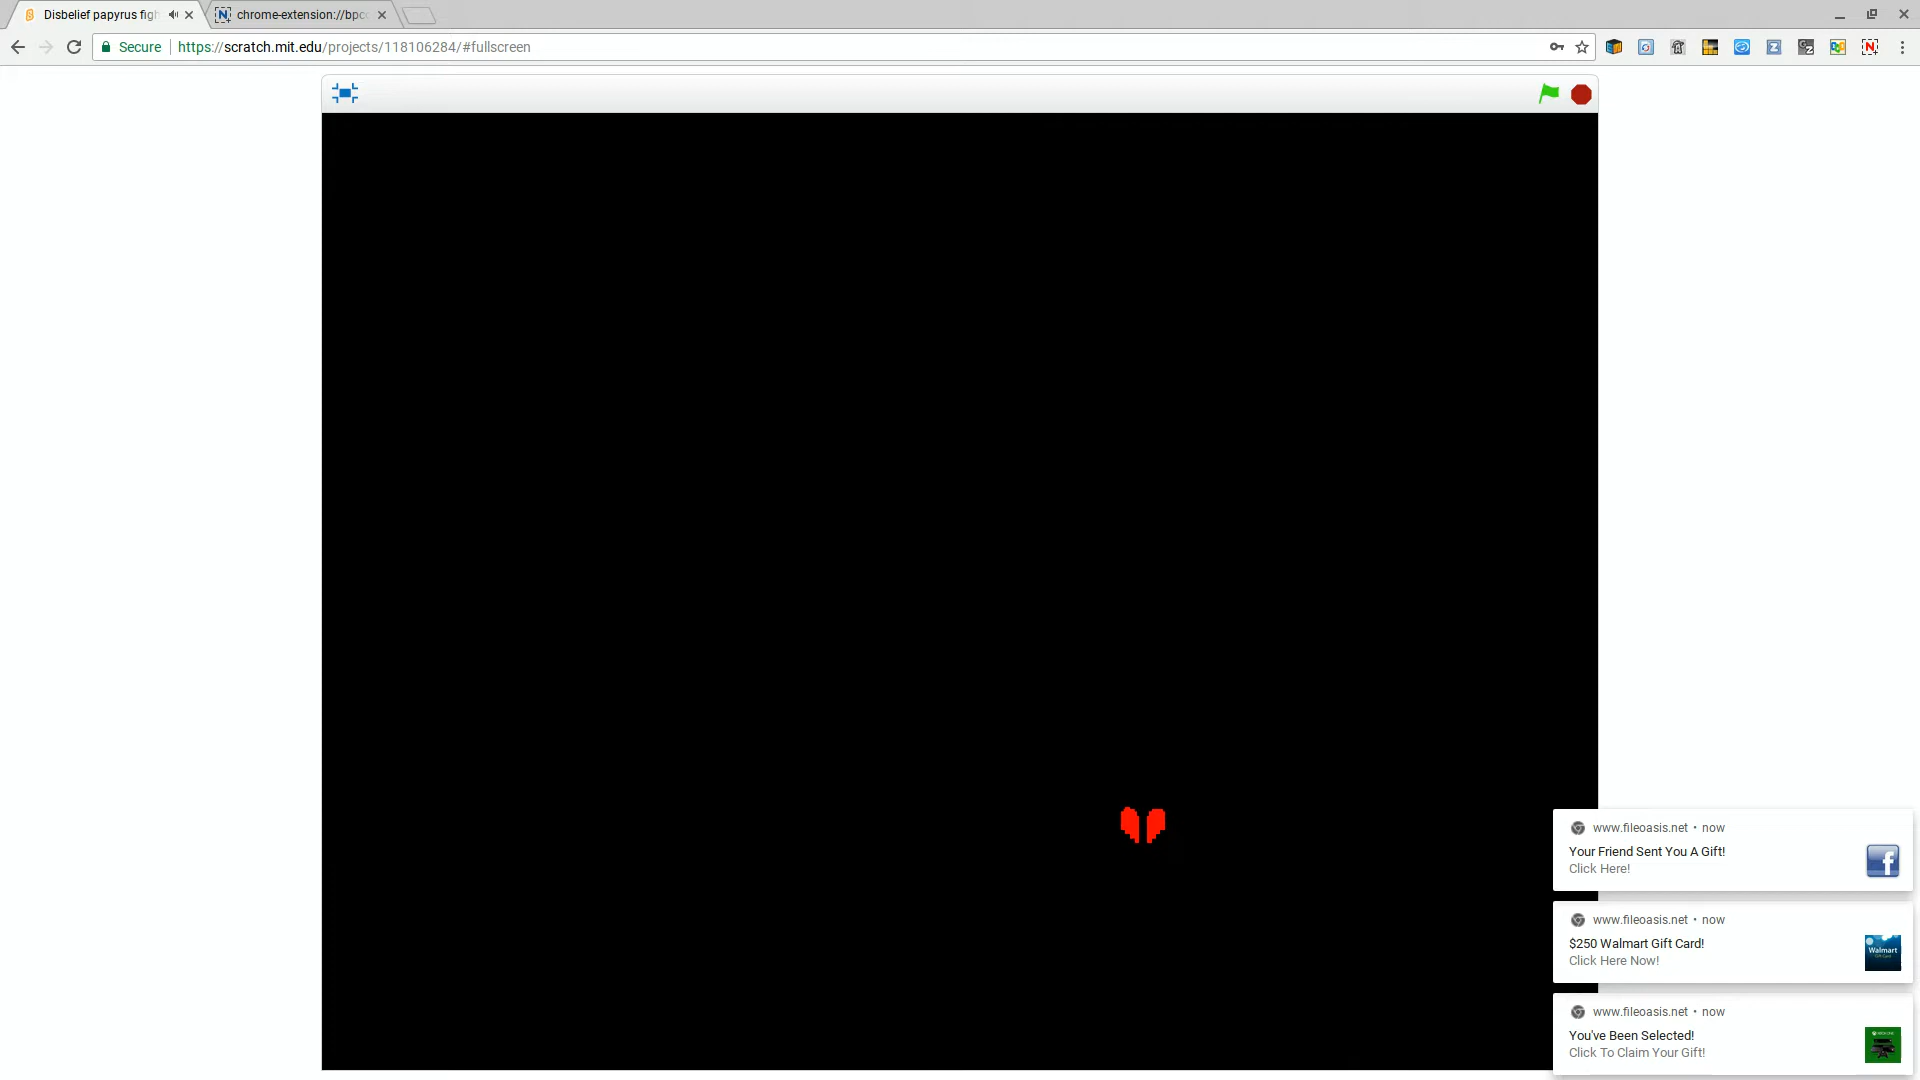 Disbelief papyrus figh
chrome-extension://bpc
Secure
https://scratch.mit.edu/projects/118106284/#fullscreen
www.fileoasis.net • now
Your Friend Sent You A Gift!
Click Here!
www.fileoasis.net • now
$250 Walmart Gift Card!
Click Here Now!
Walmart
www.fileoasis.net • now
You've Been Selected!
Click To Claim Your Gift!